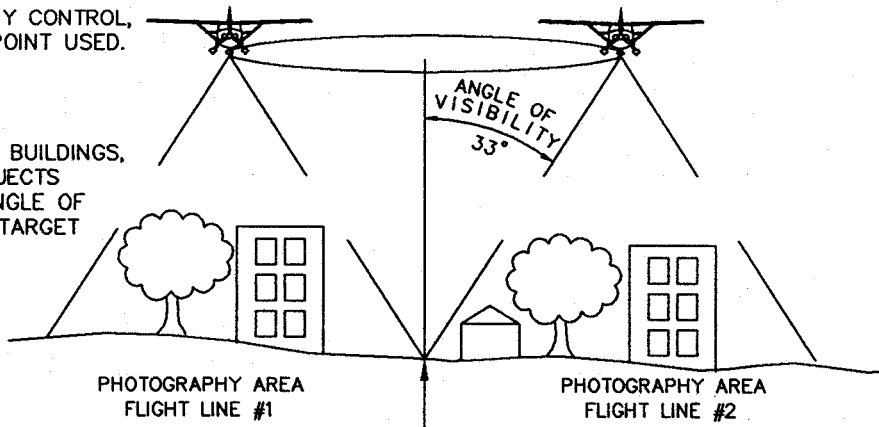 Y CONTROL,
POINT USED.
BUILDINGS,
JECTS
NGLE OF
TARGET
ANGLE OF
VISIBILITY
33°
PHOTOGRAPHY AREA
FLIGHT LINE #1
PHOTOGRAPHY AREA
FLIGHT LINE #2